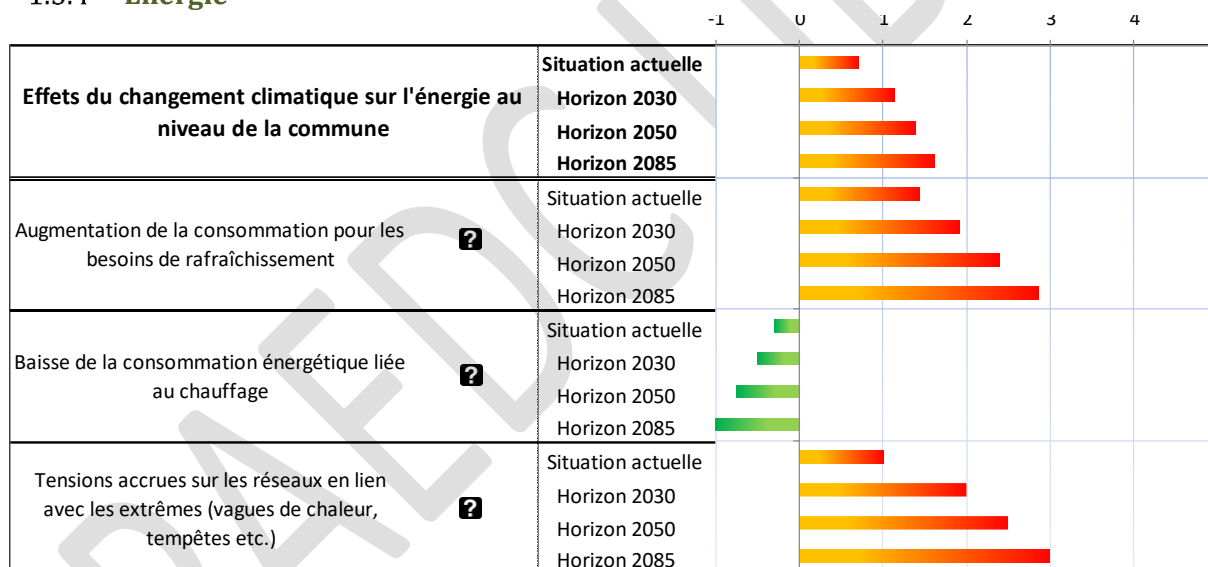 Énergie
-1 0 1 2 3 4
Situation actuelle
Effets du changement climatique sur l'énergie au
niveau de la commune
Horizon 2030
Horizon 2050
Horizon 2085
Situation actuelle
Augmentation de la consommation pour les
besoins de rafraîchissement
?
Horizon 2030
Horizon 2050
Horizon 2085
Situation actuelle
Baisse de la consommation énergétique liée
au chauffage
?
Horizon 2030
Horizon 2050
Horizon 2085
Situation actuelle
Tensions accrues sur les réseaux en lien
avec les extrêmes (vagues de chaleur,
tempêtes etc.)
?
Horizon 2030
Horizon 2050
Horizon 2085
PAEDC